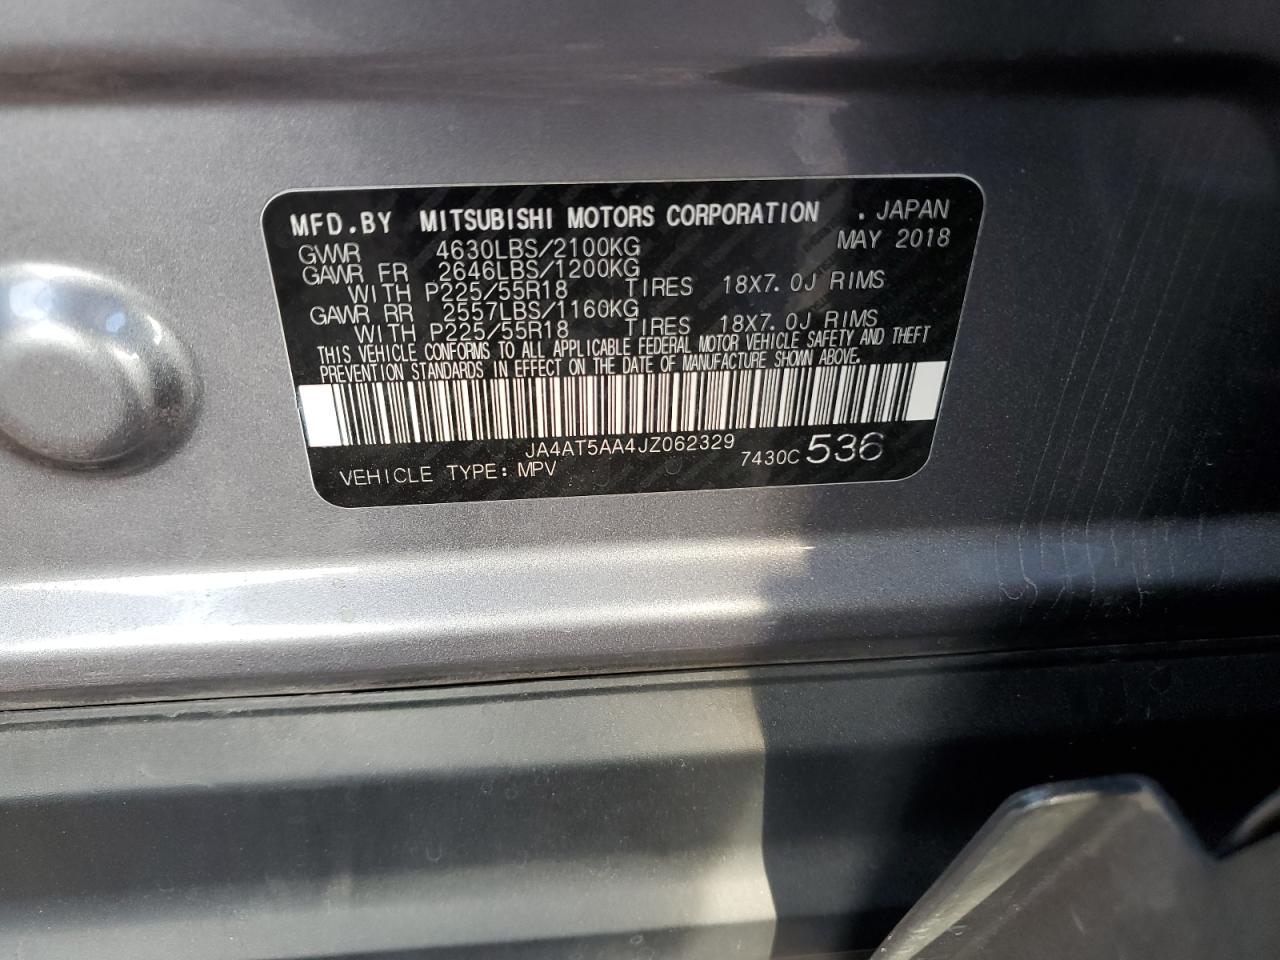 MFD.BY MITSUBISHI MOTORS CORPORATION . JAPAN
GVWR 4630LBS/2100KG MAY 2018
GAWR FR 2646LBS/1200KG
WITH P225/55R18 TIRES 18X7.0J RIMS
GAWR RR 2557LBS/1160KG
WITH P225/55R18 TIRES 18X7.0J RIMS
THIS VEHICLE CONFORMS TO ALL APPLICABLE FEDERAL MOTOR VEHICLE SAFETY AND THEFT
PREVENTION STANDARDS IN EFFECT ON THE DATE OF MANUFACTURE SHOWN ABOVE.
JA4AT5AA4JZ062329
VEHICLE TYPE: MPV 7430C 536